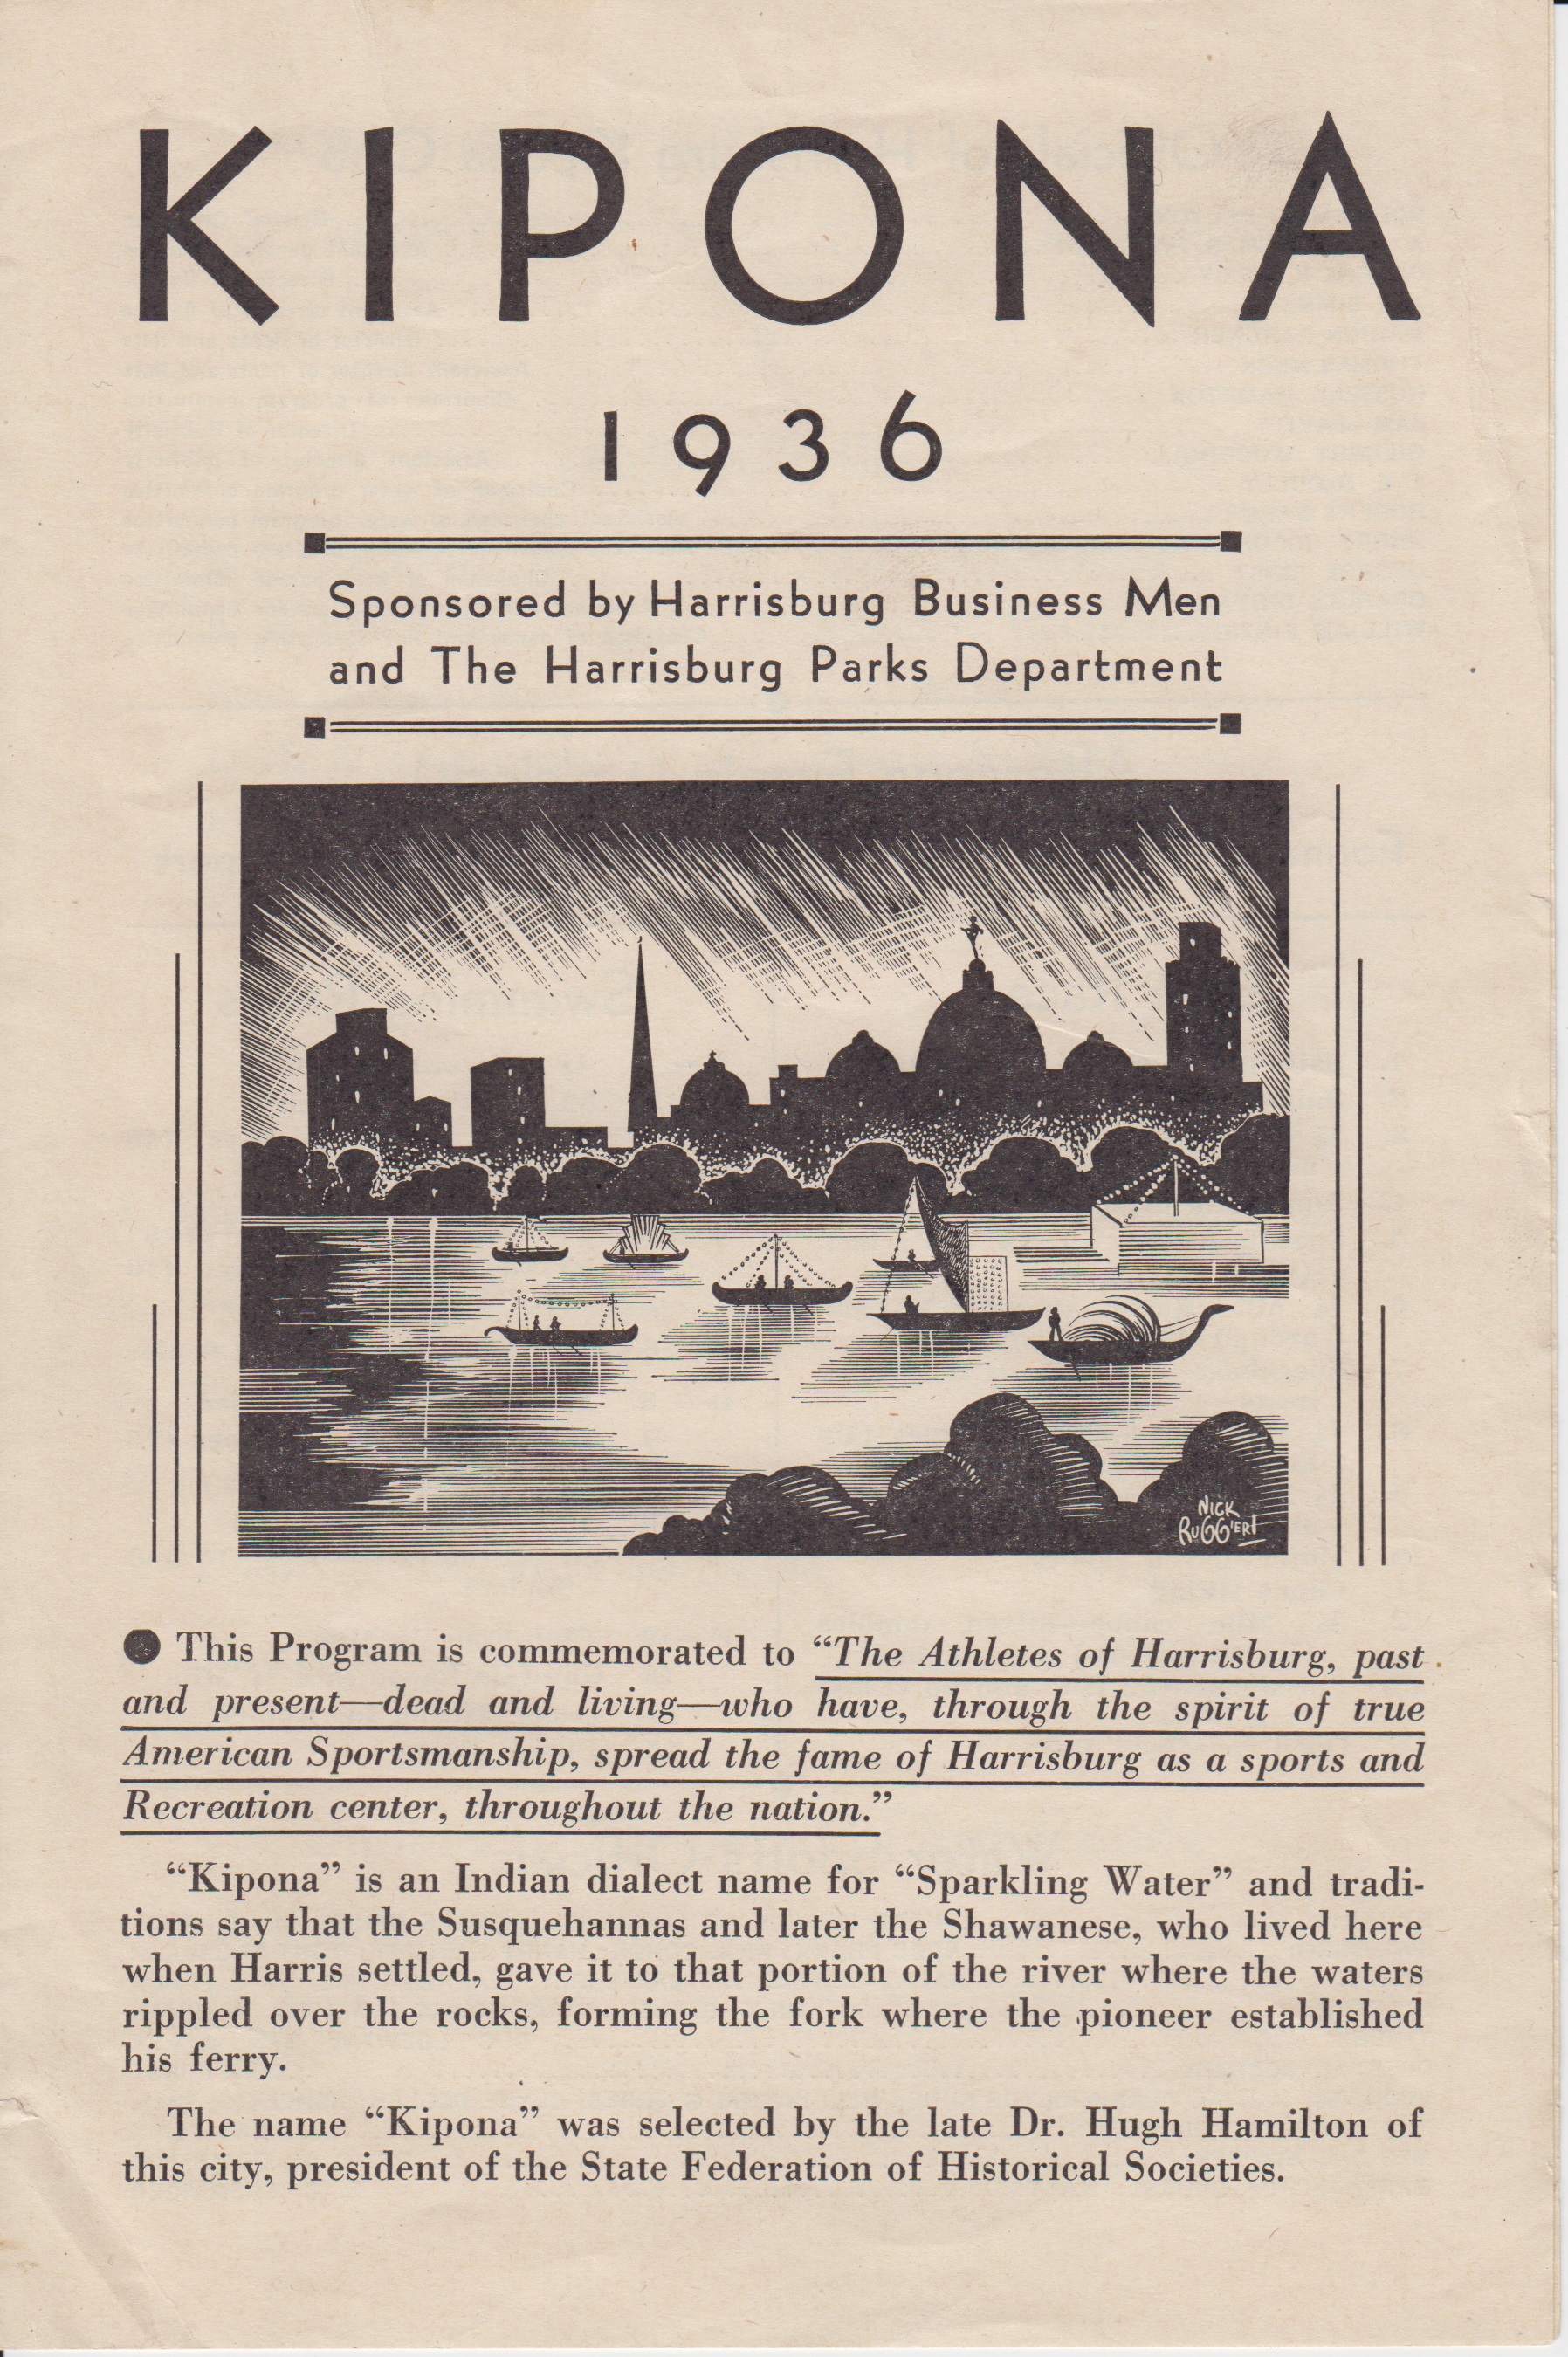 KIPONA
1936
Sponsored by Harrisburg Business Men
and The Harrisburg Parks Department
NICK
RUGGIERI
● This Program is commemorated to “The Athletes of Harrisburg, past
and present—dead and living—who have, through the spirit of true
American Sportsmanship, spread the fame of Harrisburg as a sports and
Recreation center, throughout the nation.”
“Kipona” is an Indian dialect name for “Sparkling Water” and tradi-
tions say that the Susquehannas and later the Shawanese, who lived here
when Harris settled, gave it to that portion of the river where the waters
rippled over the rocks, forming the fork where the pioneer established
his ferry.
The name “Kipona” was selected by the late Dr. Hugh Hamilton of
this city, president of the State Federation of Historical Societies.